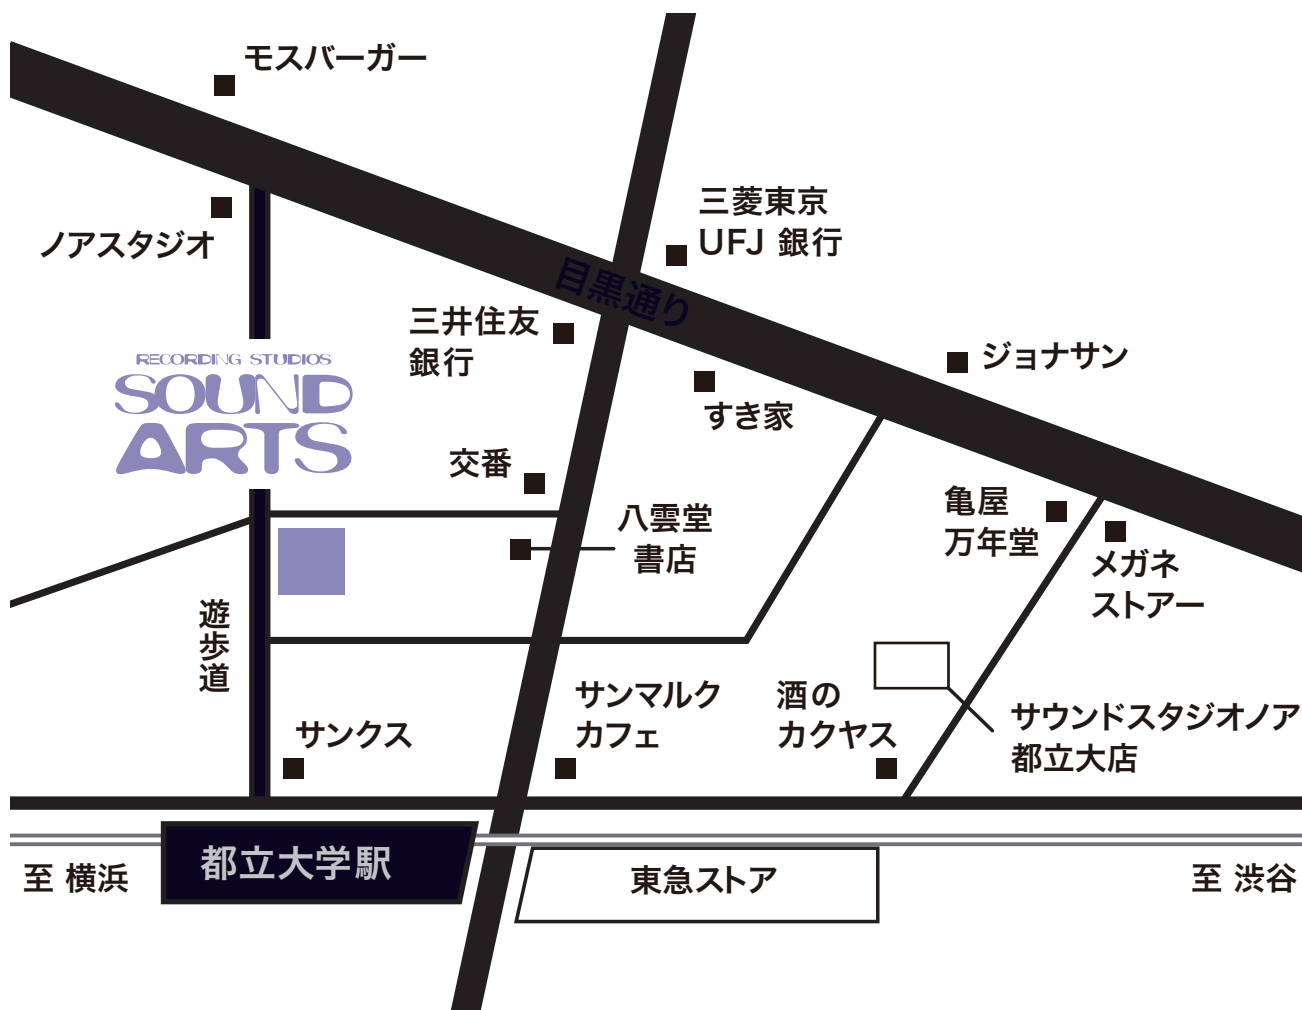 モスバーガー
三菱東京
UFJ 銀行
ノアスタジオ
目黒通り
三井住友
銀行
ジョナサン
RECORDING STUDIOS
SOUND
ARTS
すき家
交番
八雲堂
書店
亀屋
万年堂
メガネ
ストアー
遊歩道
サンマルク
カフェ
酒の
カクヤス
サンクス
サウンドスタジオノア
都立大店
都立大学駅
至 横浜
東急ストア
至 渋谷